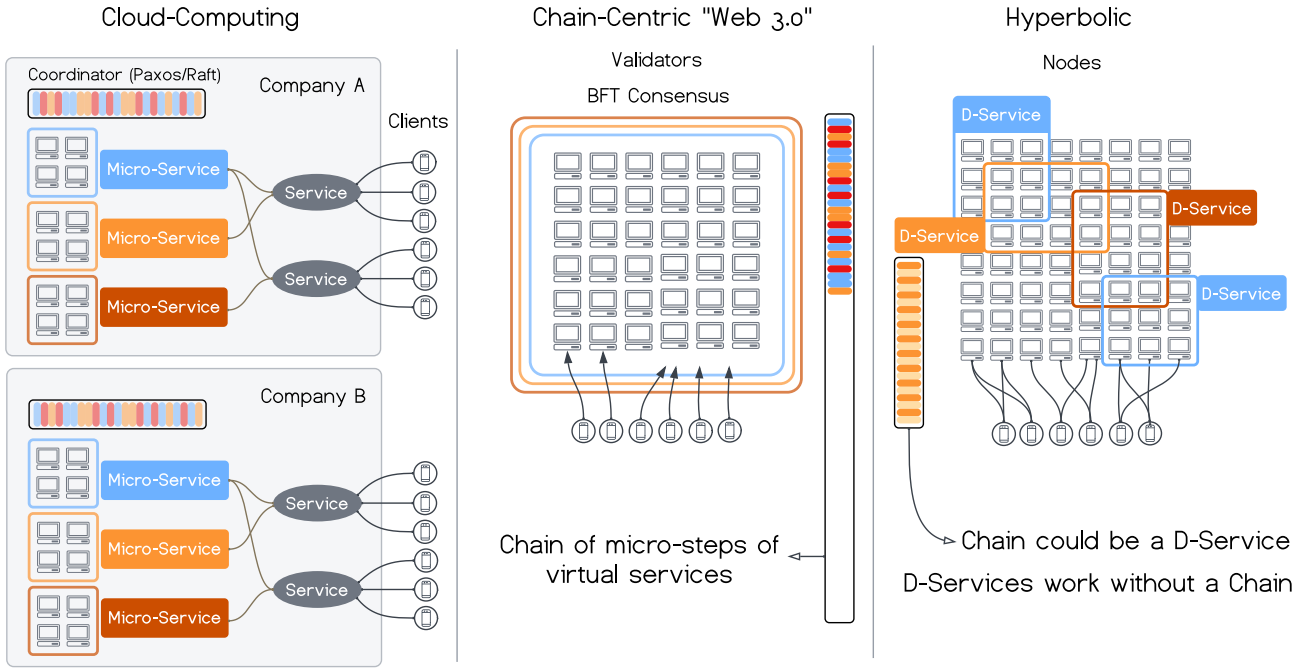 Cloud-Computing
Coordinator (Paxos/Raft)
Company A
Clients
Micro-Service
Service
Micro-Service
Service
Micro-Service
Company B
Micro-Service
Service
Micro-Service
Service
Micro-Service
Chain-Centric "Web 3.0"
Validators
BFT Consensus
Chain of micro-steps of
virtual services
Hyperbolic
Nodes
D-Service
D-Service
D-Service
D-Service
Chain could be a D-Service
D-Services work without a Chain